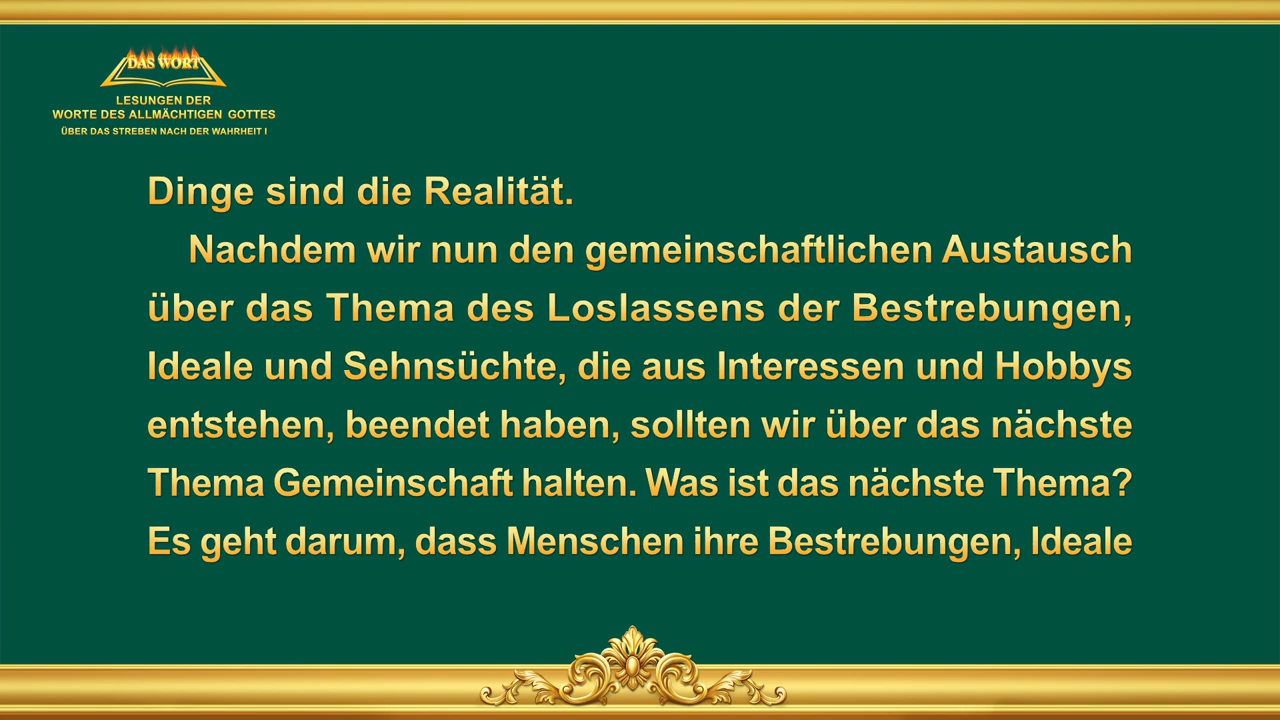 DAS WORT
LESUNGEN DER
WORTE DES ALLMÄCHTIGEN GOTTES
ÜBER DAS STREBEN NACH DER WAHRHEIT I
Dinge sind die Realität.
Nachdem wir nun den gemeinschaftlichen Austausch
über das Thema des Loslassens der Bestrebungen,
Ideale und Sehnsüchte, die aus Interessen und Hobbys
entstehen, beendet haben, sollten wir über das nächste
Thema Gemeinschaft halten. Was ist das nächste Thema?
Es geht darum, dass Menschen ihre Bestrebungen, Ideale